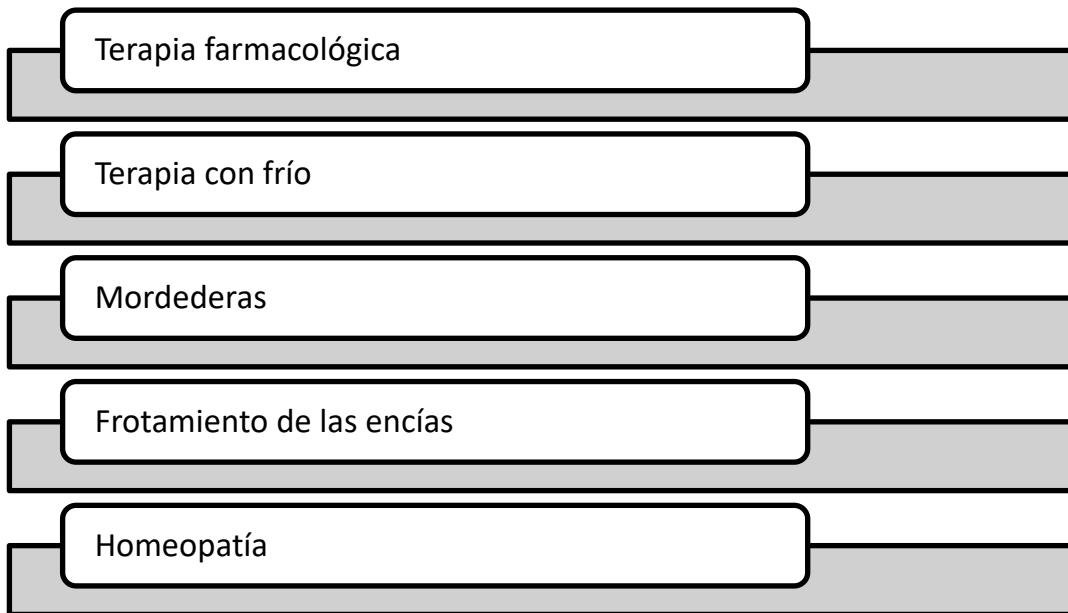 Terapia farmacológica
Terapia con frío
Mordederas
Frotamiento de las encías
Homeopatía